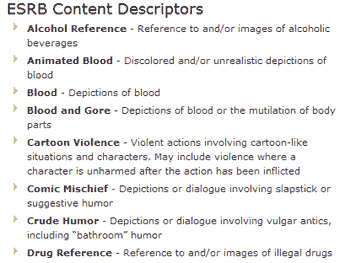 ESRB Content Descriptors
Alcohol Reference - Reference to and/or images of alcoholic
beverages
Animated Blood - Discolored and/or unrealistic depictions of
blood
Blood - Depictions of blood
Blood and Gore - Depictions of blood or the mutilation of body
parts
Cartoon Violence - Violent actions involving cartoon-like
situations and characters. May include violence where a
character is unharmed after the action has been inflicted
Comic Mischief - Depictions or dialogue involving slapstick or
suggestive humor
Crude Humor - Depictions or dialogue involving vulgar antics,
including “bathroom” humor
Drug Reference - Reference to and/or images of illegal drugs